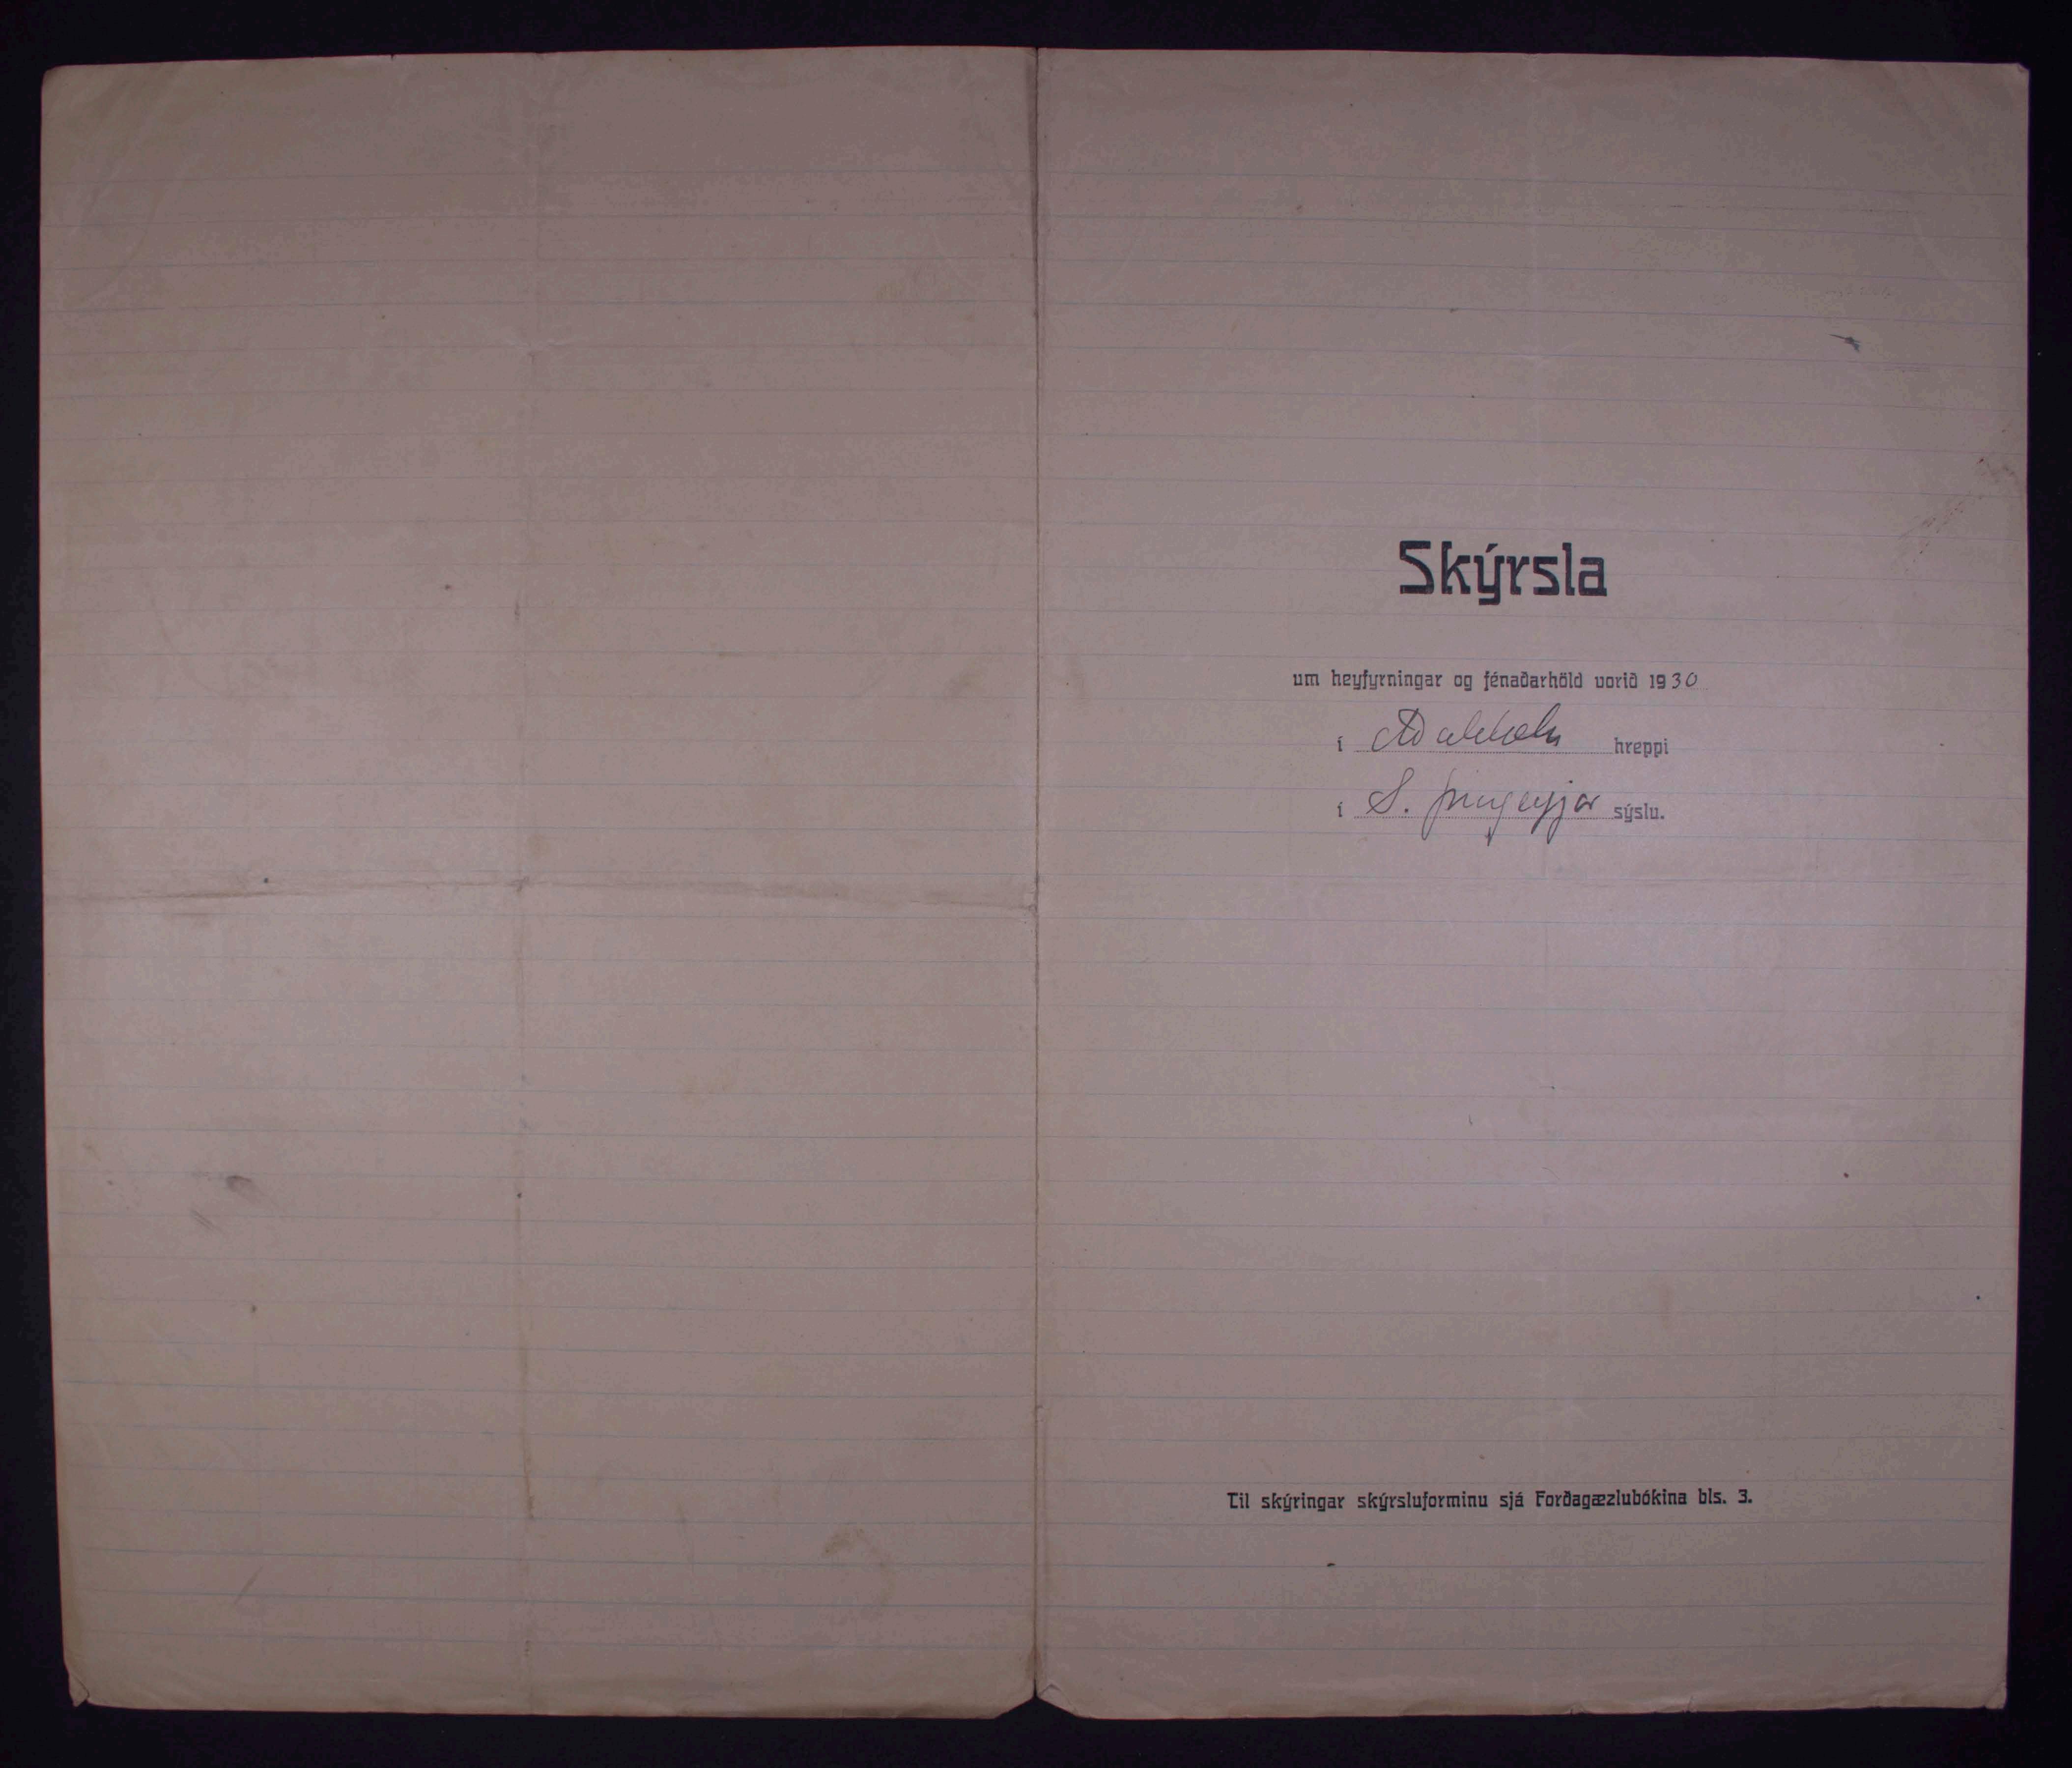 Skýrsla
um heyfyrningar og fénaðarhöld vorið 1930
í Aðaldæla hreppi
í S. Þingeyjar sýslu.
Til skýringar skýrsluforminu sjá Forðagæzlubókina bls. 3.